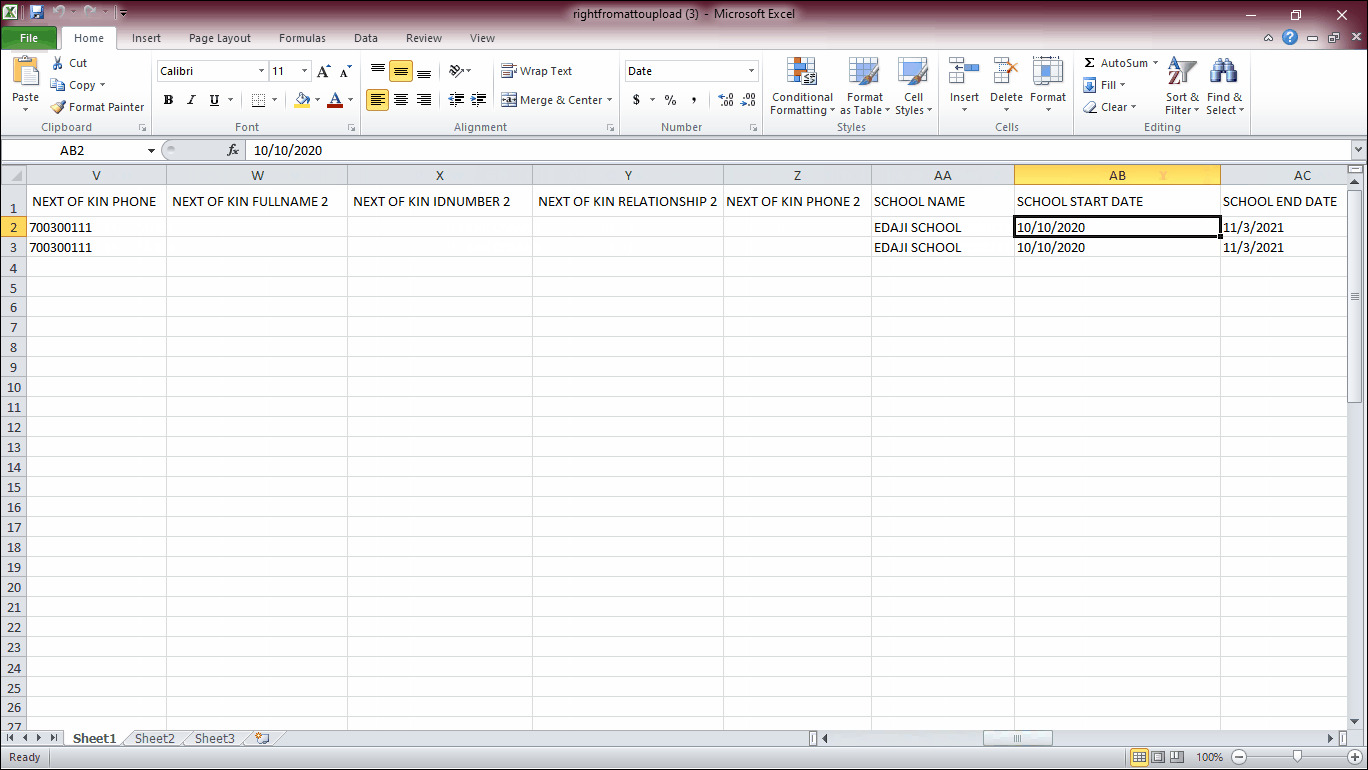 rightfromattoupload (3) - Microsoft Excel
File Home Insert Page Layout Formulas Data Review View
Paste
Cut
Copy
Format Painter
Clipboard
Calibri 11
B I U
Font
Wrap Text
Merge & Center
Alignment
Date
$ % ,
Number
Conditional Formatting
Format as Table
Cell Styles
Styles
Insert Delete Format
Cells
Σ AutoSum
Fill
Clear
Sort & Filter
Find & Select
Editing
AB2 fx 10/10/2020
V W X Y Z AA AB AC
1 NEXT OF KIN PHONE NEXT OF KIN FULLNAME 2 NEXT OF KIN IDNUMBER 2 NEXT OF KIN RELATIONSHIP 2 NEXT OF KIN PHONE 2 SCHOOL NAME SCHOOL START DATE SCHOOL END DATE
2 700300111 EDAJI SCHOOL 10/10/2020 11/3/2021
3 700300111 EDAJI SCHOOL 10/10/2020 11/3/2021
4
5
6
7
8
9
10
11
12
13
14
15
16
17
18
19
20
21
22
23
24
25
26
27
Sheet1 Sheet2 Sheet3
Ready 100%